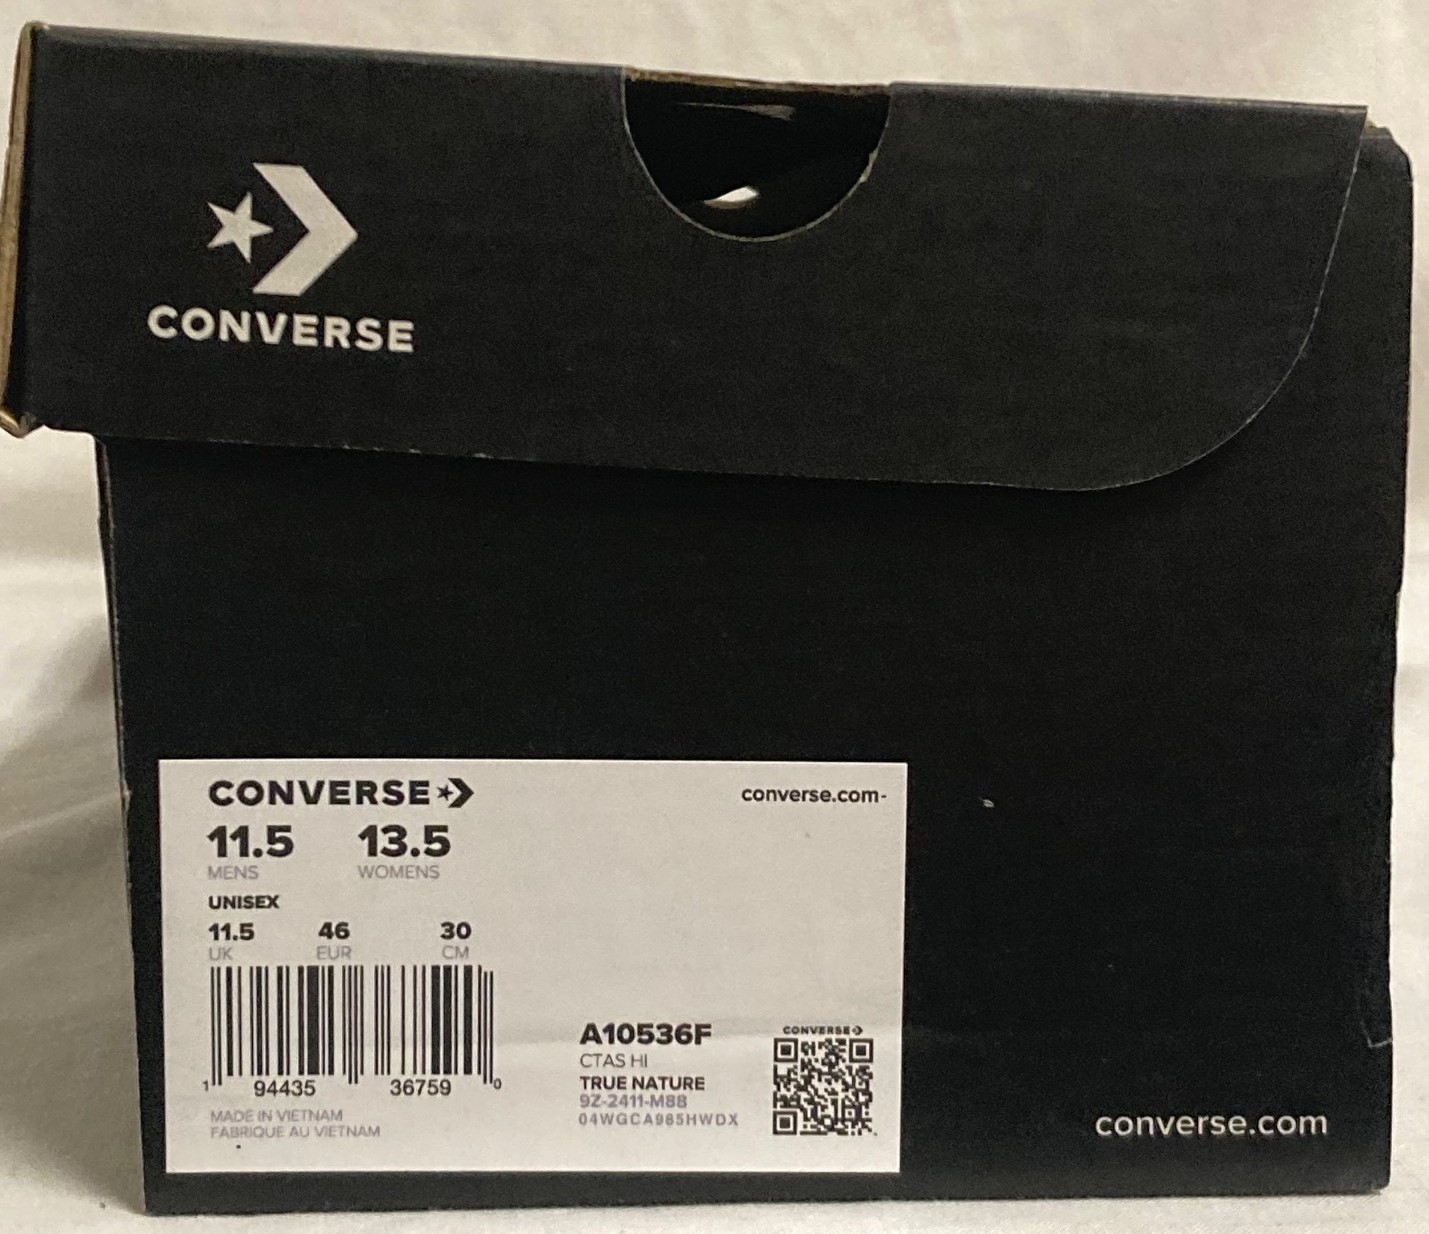 CONVERSE
CONVERSE
converse.com-
11.5 13.5
MENS WOMENS
UNISEX
11.5 46 30
UK EUR CM
1 94435 36759 0
MADE IN VIETNAM
FABRIQUE AU VIETNAM
A10536F
CTAS HI
TRUE NATURE
9Z-2411-M88
04WGCA985HWDX
CONVERSE
converse.com